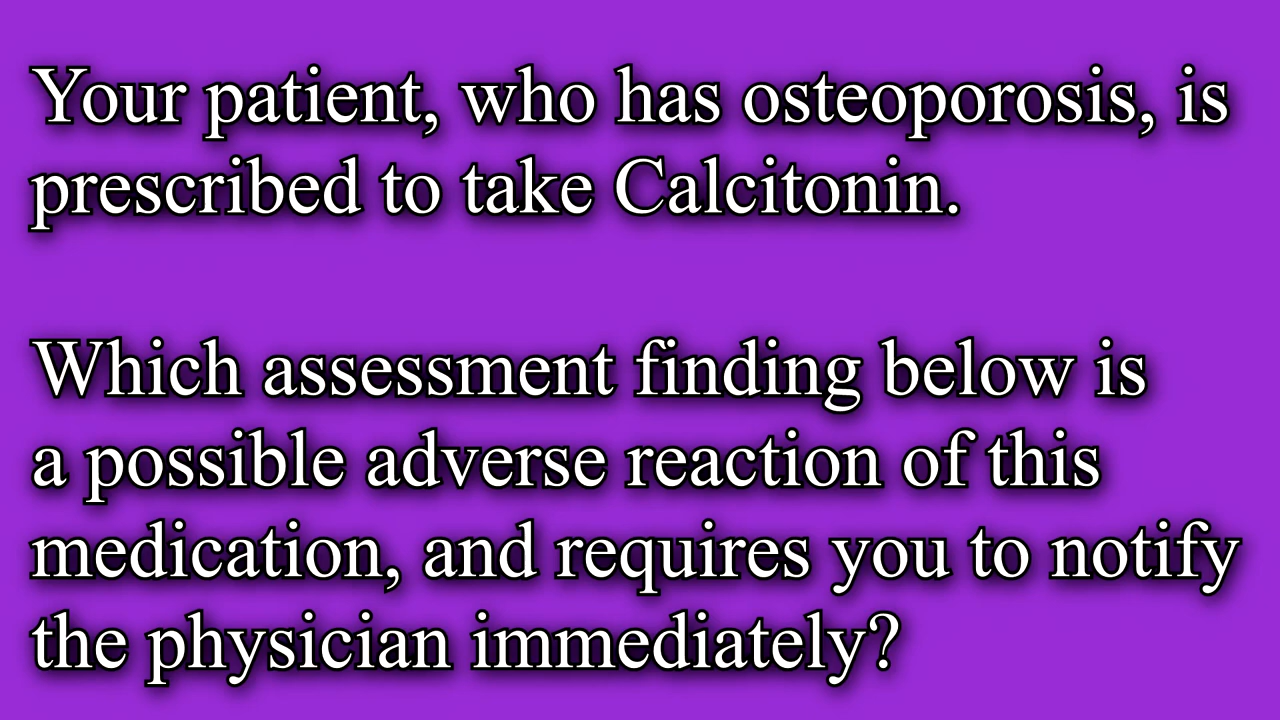 Your patient, who has osteoporosis, is
prescribed to take Calcitonin.
Which assessment finding below is
a possible adverse reaction of this
medication, and requires you to notify
the physician immediately?